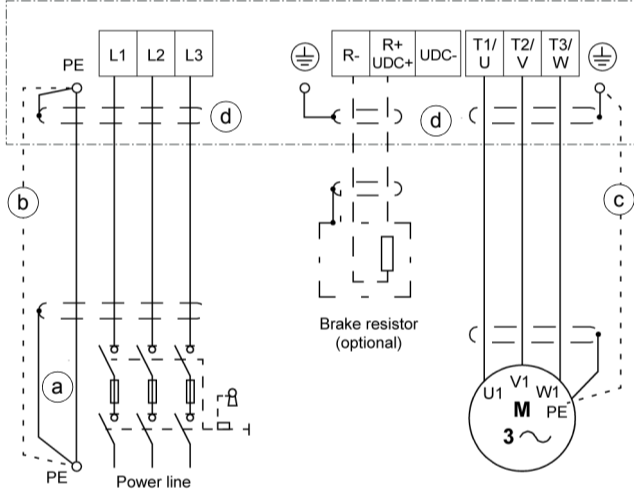 PE
L1 L2 L3
R- R+ UDC+ UDC-
T1/ U T2/ V T3/ W
d
d
b
c
a
Brake resistor
(optional)
U1 V1 W1
M PE
3
PE
Power line